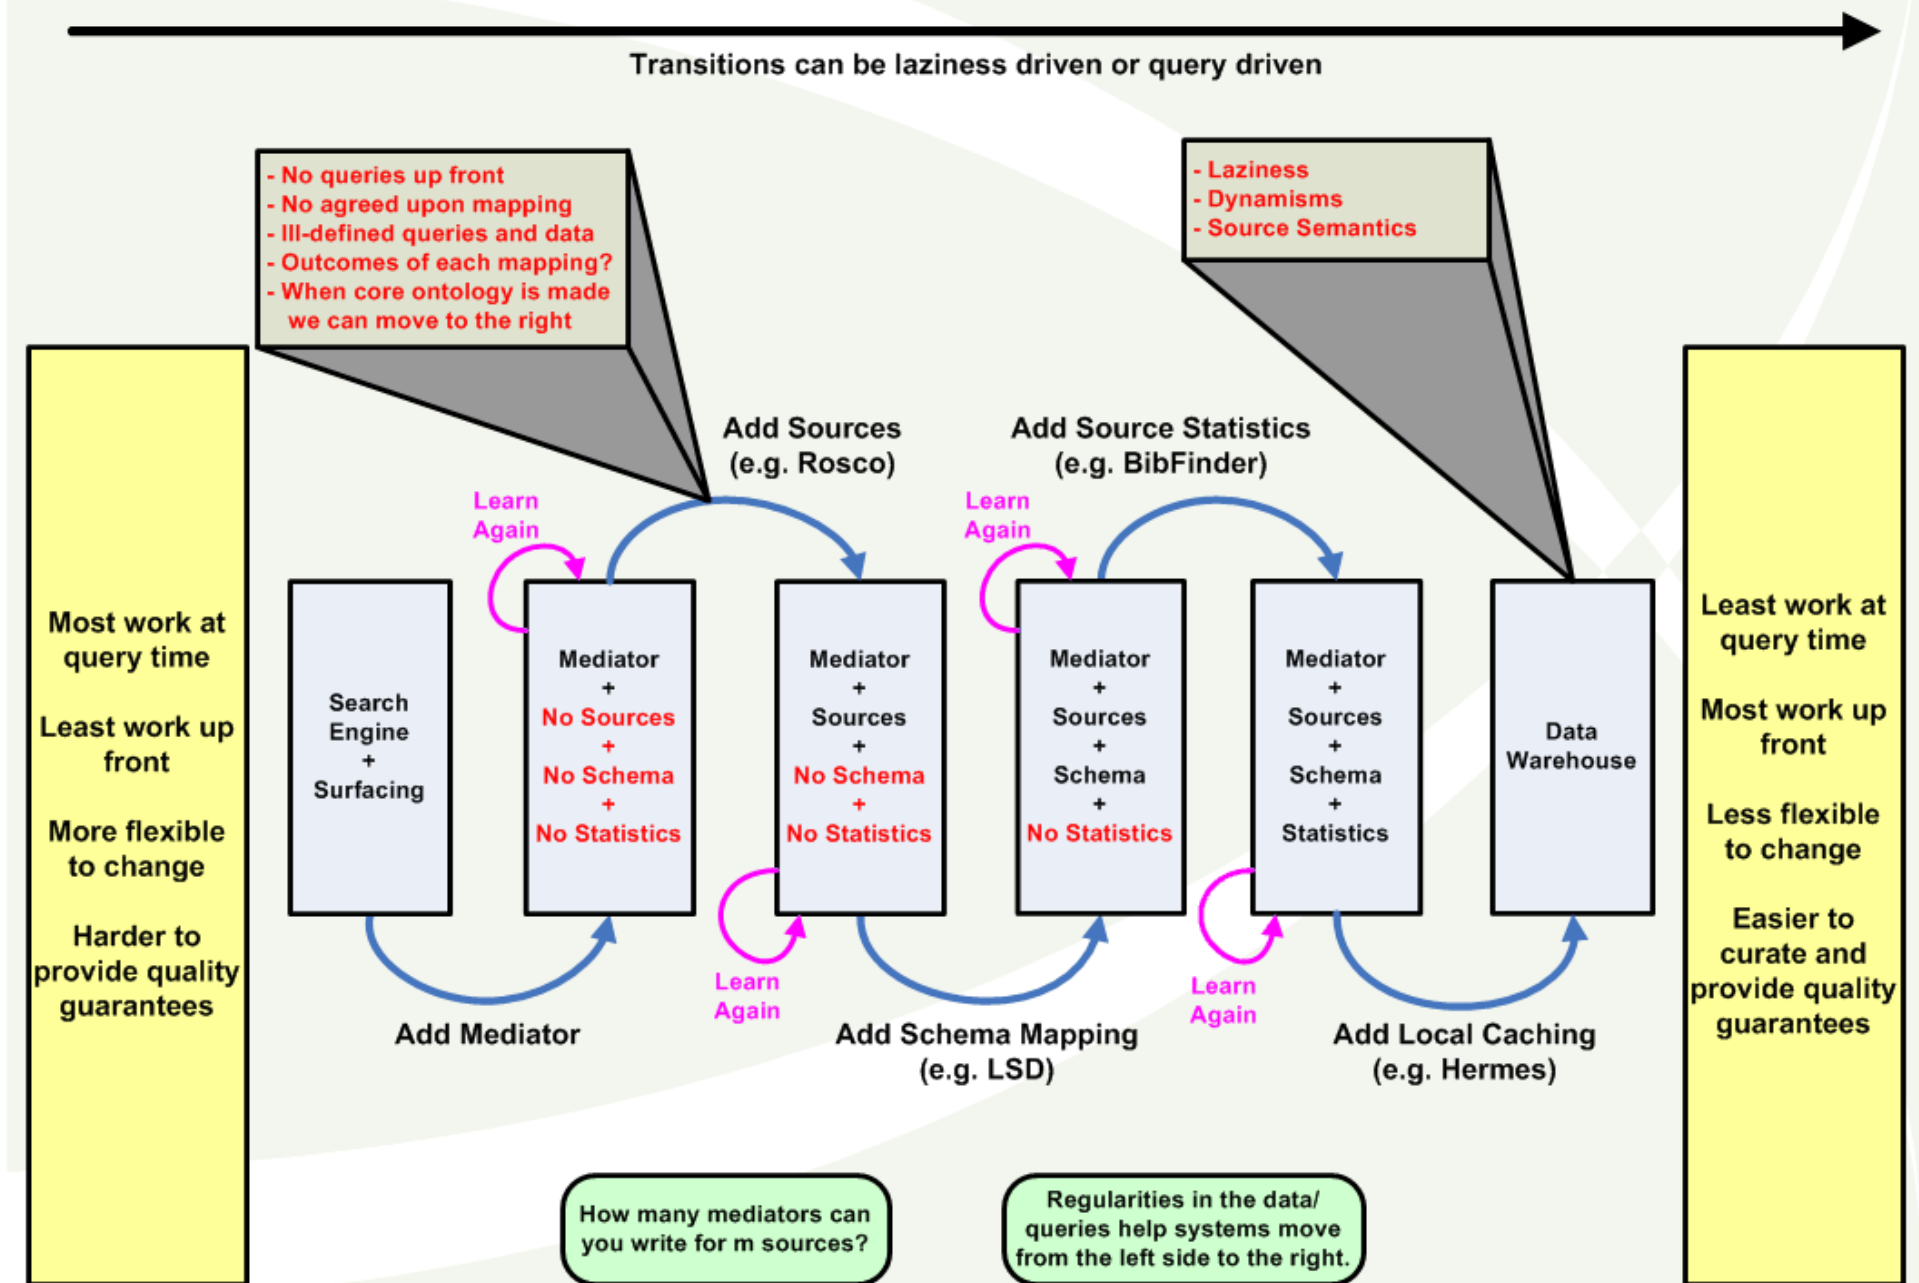 Transitions can be laziness driven or query driven
- No queries up front
- No agreed upon mapping
- Ill-defined queries and data
- Outcomes of each mapping?
- When core ontology is made
we can move to the right
- Laziness
- Dynamisms
- Source Semantics
Most work at
query time
Least work up
front
More flexible
to change
Harder to
provide quality
guarantees
Add Sources
(e.g. Rosco)
Add Source Statistics
(e.g. BibFinder)
Learn
Again
Learn
Again
Search
Engine
+
Surfacing
Mediator
+
No Sources
+
No Schema
+
No Statistics
Mediator
+
Sources
+
No Schema
+
No Statistics
Mediator
+
Sources
+
Schema
+
No Statistics
Mediator
+
Sources
+
Schema
+
Statistics
Data
Warehouse
Learn
Again
Learn
Again
Add Mediator
Add Schema Mapping
(e.g. LSD)
Add Local Caching
(e.g. Hermes)
Least work at
query time
Most work up
front
Less flexible
to change
Easier to
curate and
provide quality
guarantees
How many mediators can
you write for m sources?
Regularities in the data/
queries help systems move
from the left side to the right.